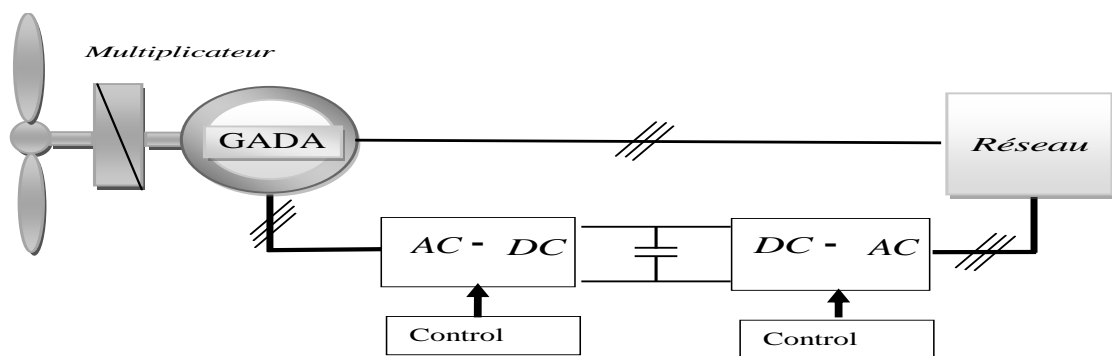 Multiplicateur
GADA
Réseau
AC - DC
DC - AC
Control
Control